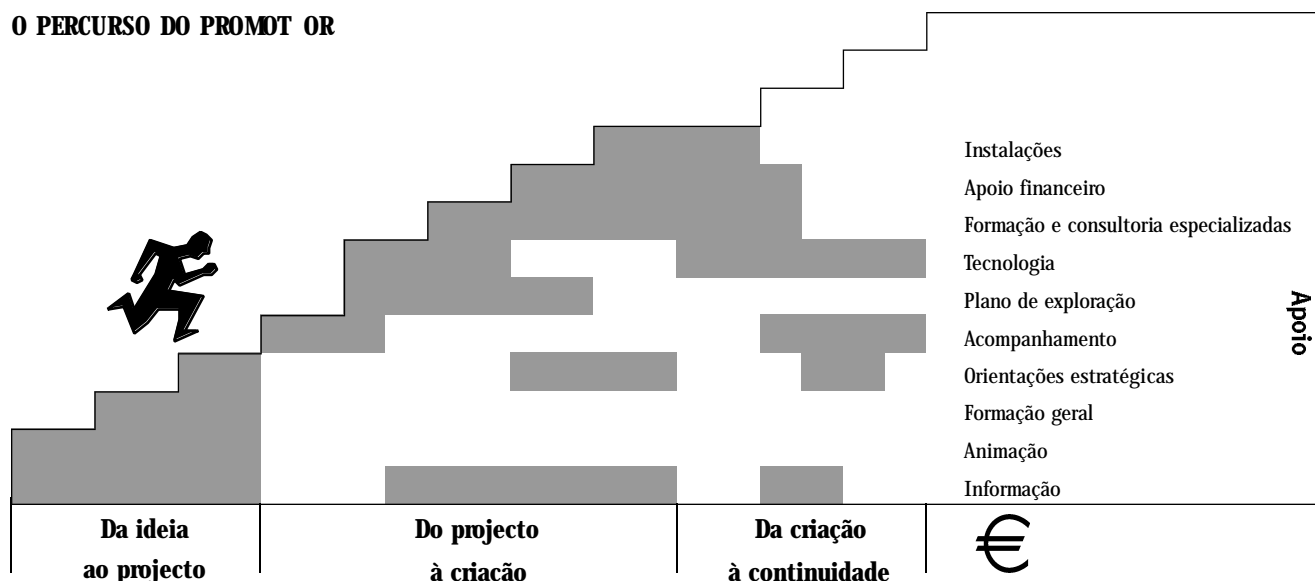 O PERCURSO DO PROMOT OR
Instalações
Apoio financeiro
Formação e consultoria especializadas
Tecnologia
Plano de exploração
Acompanhamento
Orientações estratégicas
Formação geral
Animação
Informação
Apoio
Da ideia
ao projecto
Do projecto
à criação
Da criação
à continuidade
€